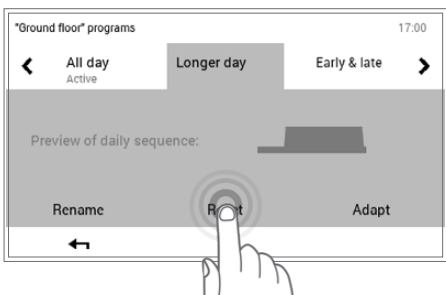 "Ground floor" programs 17:00
All day Longer day Early & late
Active
Preview of daily sequence:
Rename Adapt